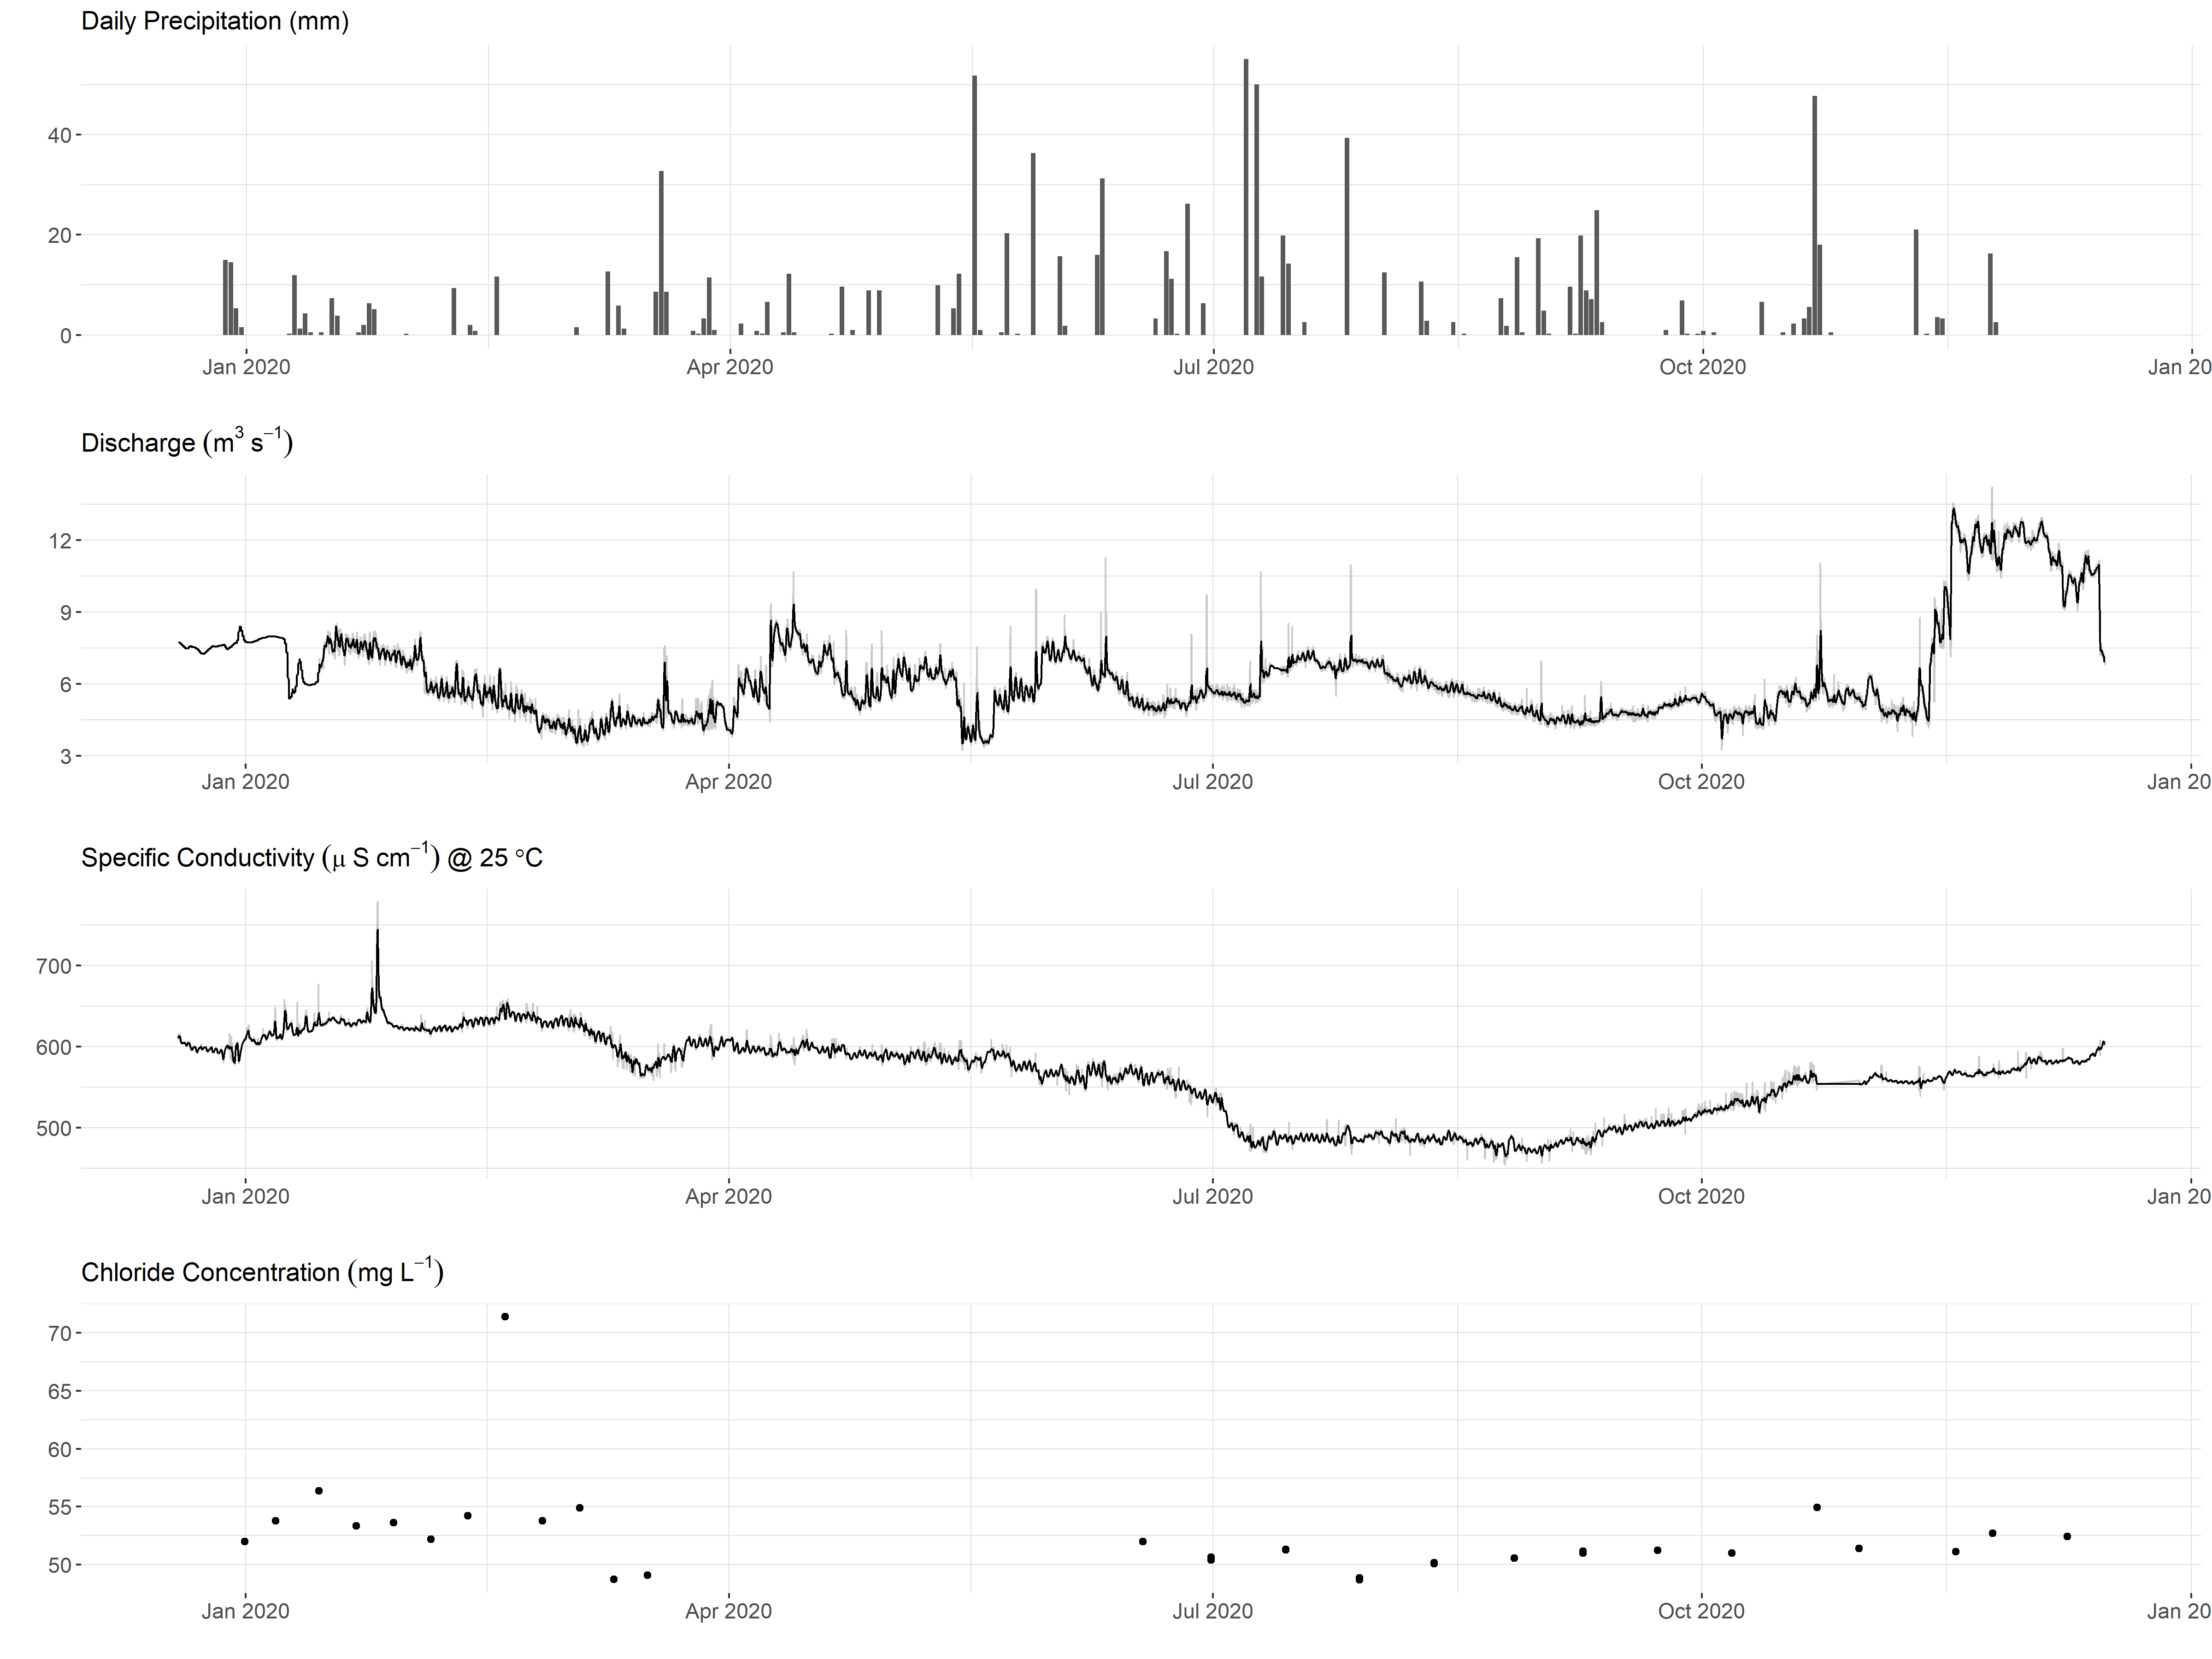 Daily Precipitation (mm)
40
20
0
Jan 2020 Apr 2020 Jul 2020 Oct 2020 Jan 20
Discharge (m³ s⁻¹)
12
9
6
3
Jan 2020 Apr 2020 Jul 2020 Oct 2020 Jan 20
Specific Conductivity (μ S cm⁻¹) @ 25 °C
700
600
500
Jan 2020 Apr 2020 Jul 2020 Oct 2020 Jan 20
Chloride Concentration (mg L⁻¹)
70
65
60
55
50
Jan 2020 Apr 2020 Jul 2020 Oct 2020 Jan 20